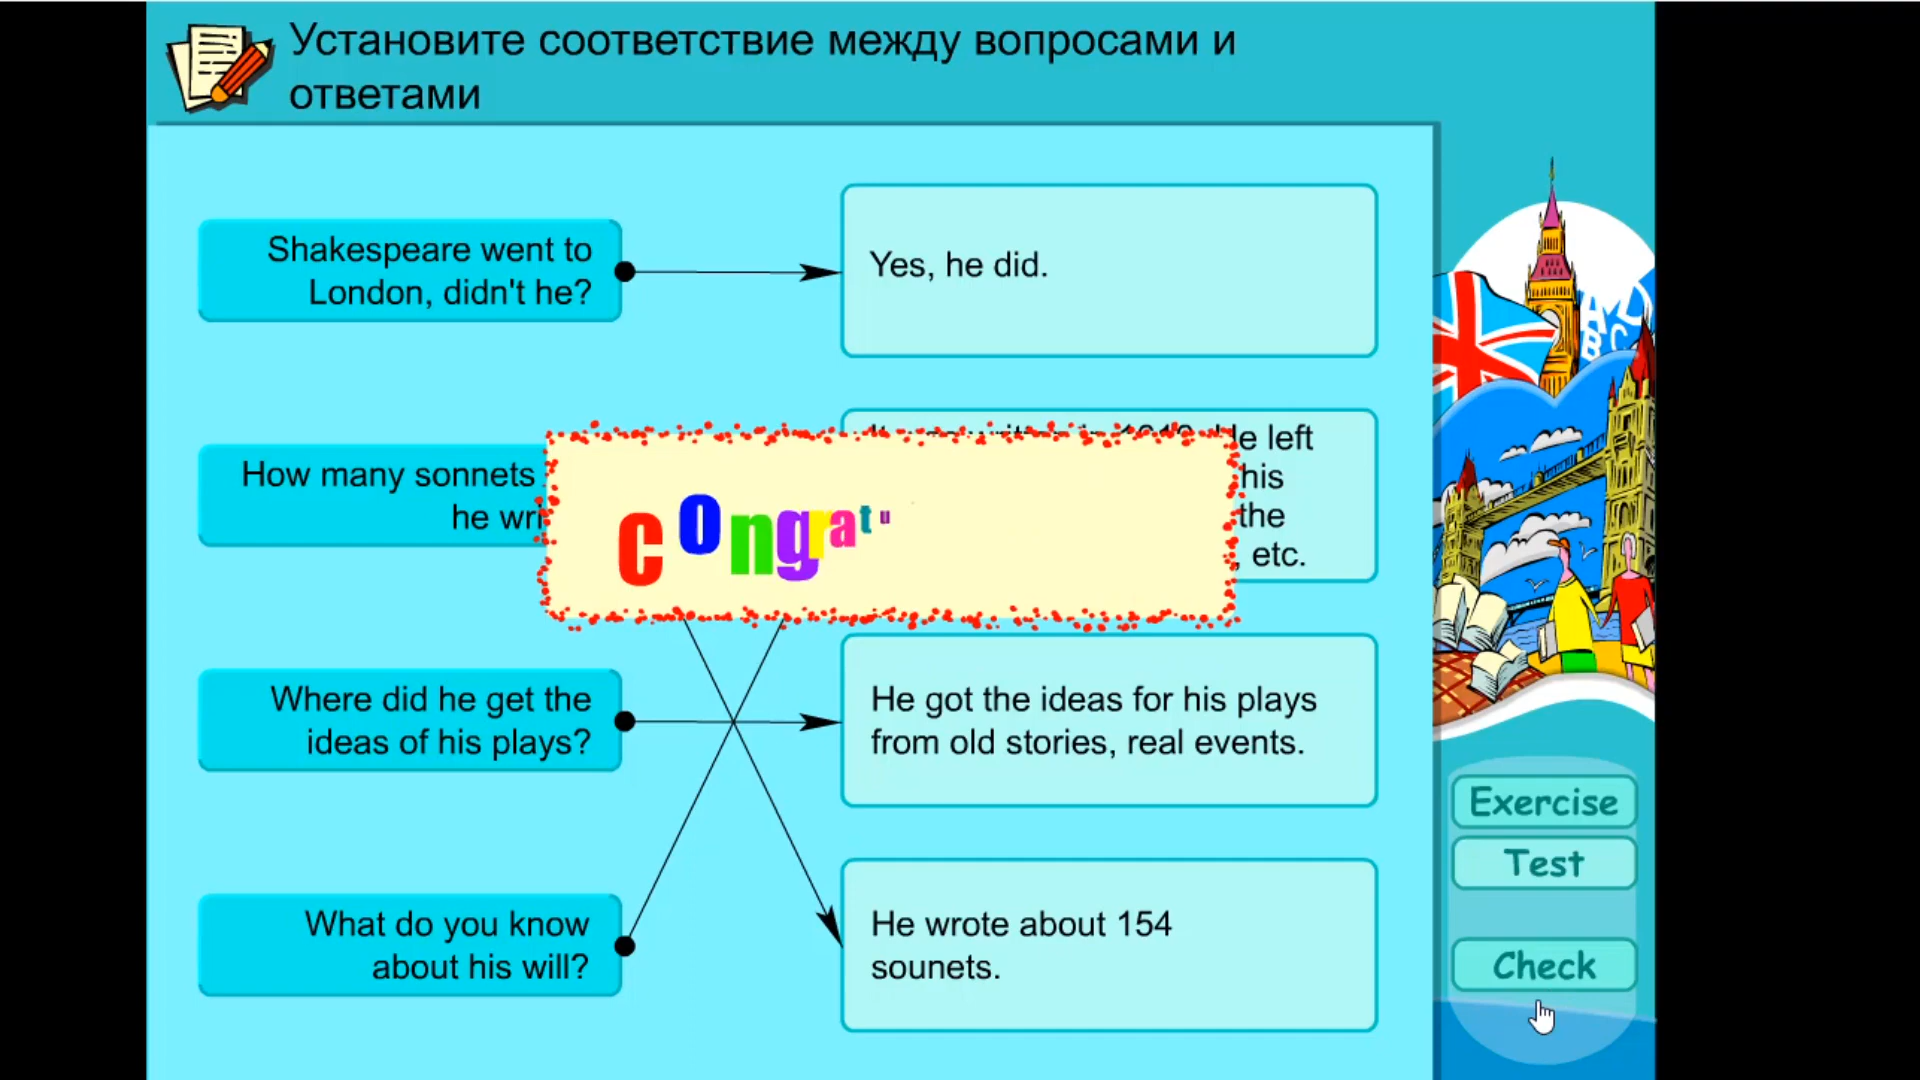 Установите соответствие между вопросами и
ответами
Shakespeare went to
London, didn't he?
Yes, he did.
How many sonnets
he
He left
his
the
, etc.
Congratu
Where did he get the
ideas of his plays?
He got the ideas for his plays
from old stories, real events.
What do you know
about his will?
He wrote about 154
sounets.
Exercise
Test
Check